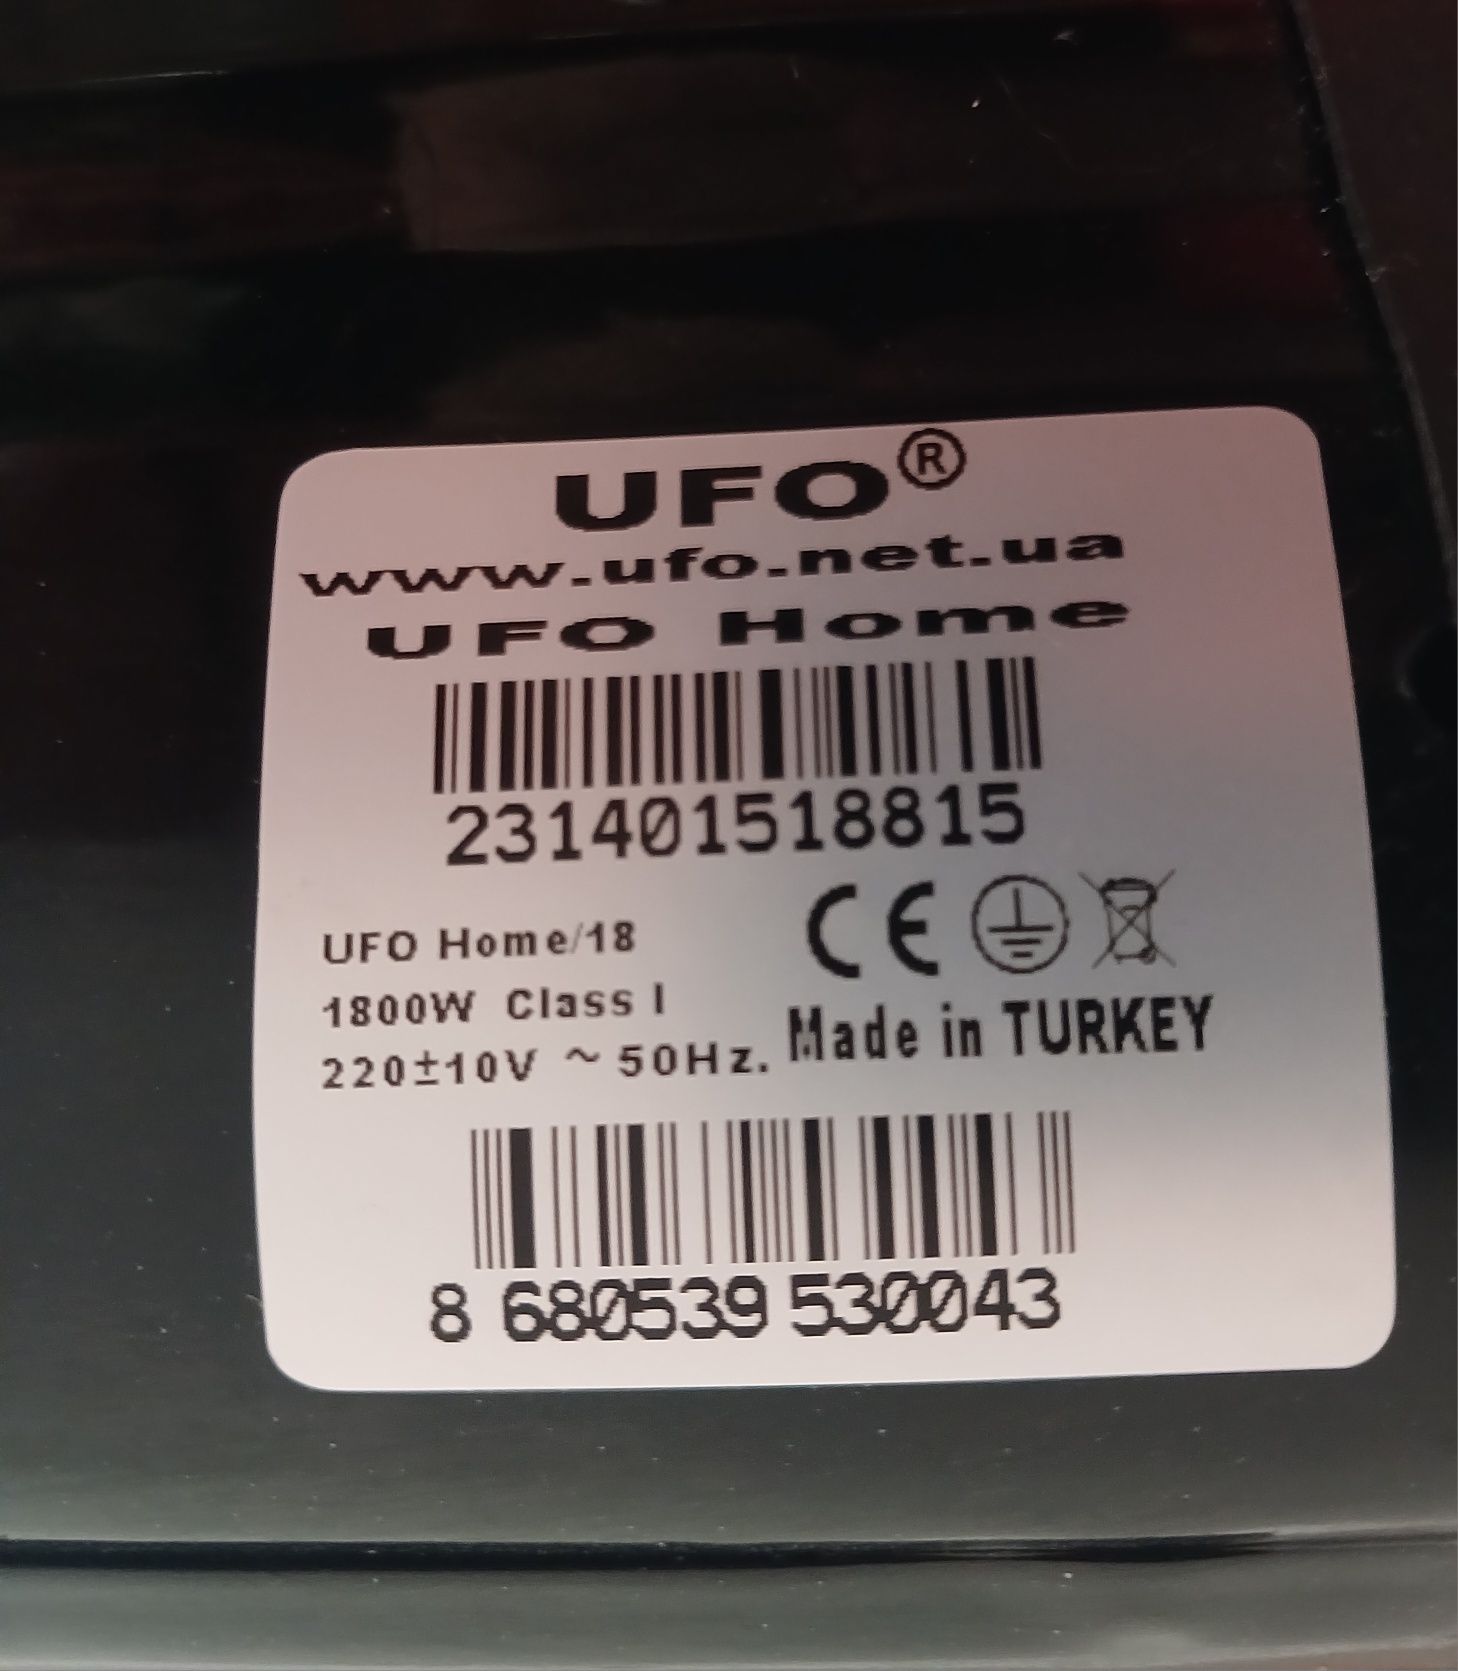 UFO®
www.ufo.net.ua
UFO Home
231401518815
UFO Home/18
1800W Class I
220±10V ~ 50Hz.
CE
Made in TURKEY
8 680539 530043